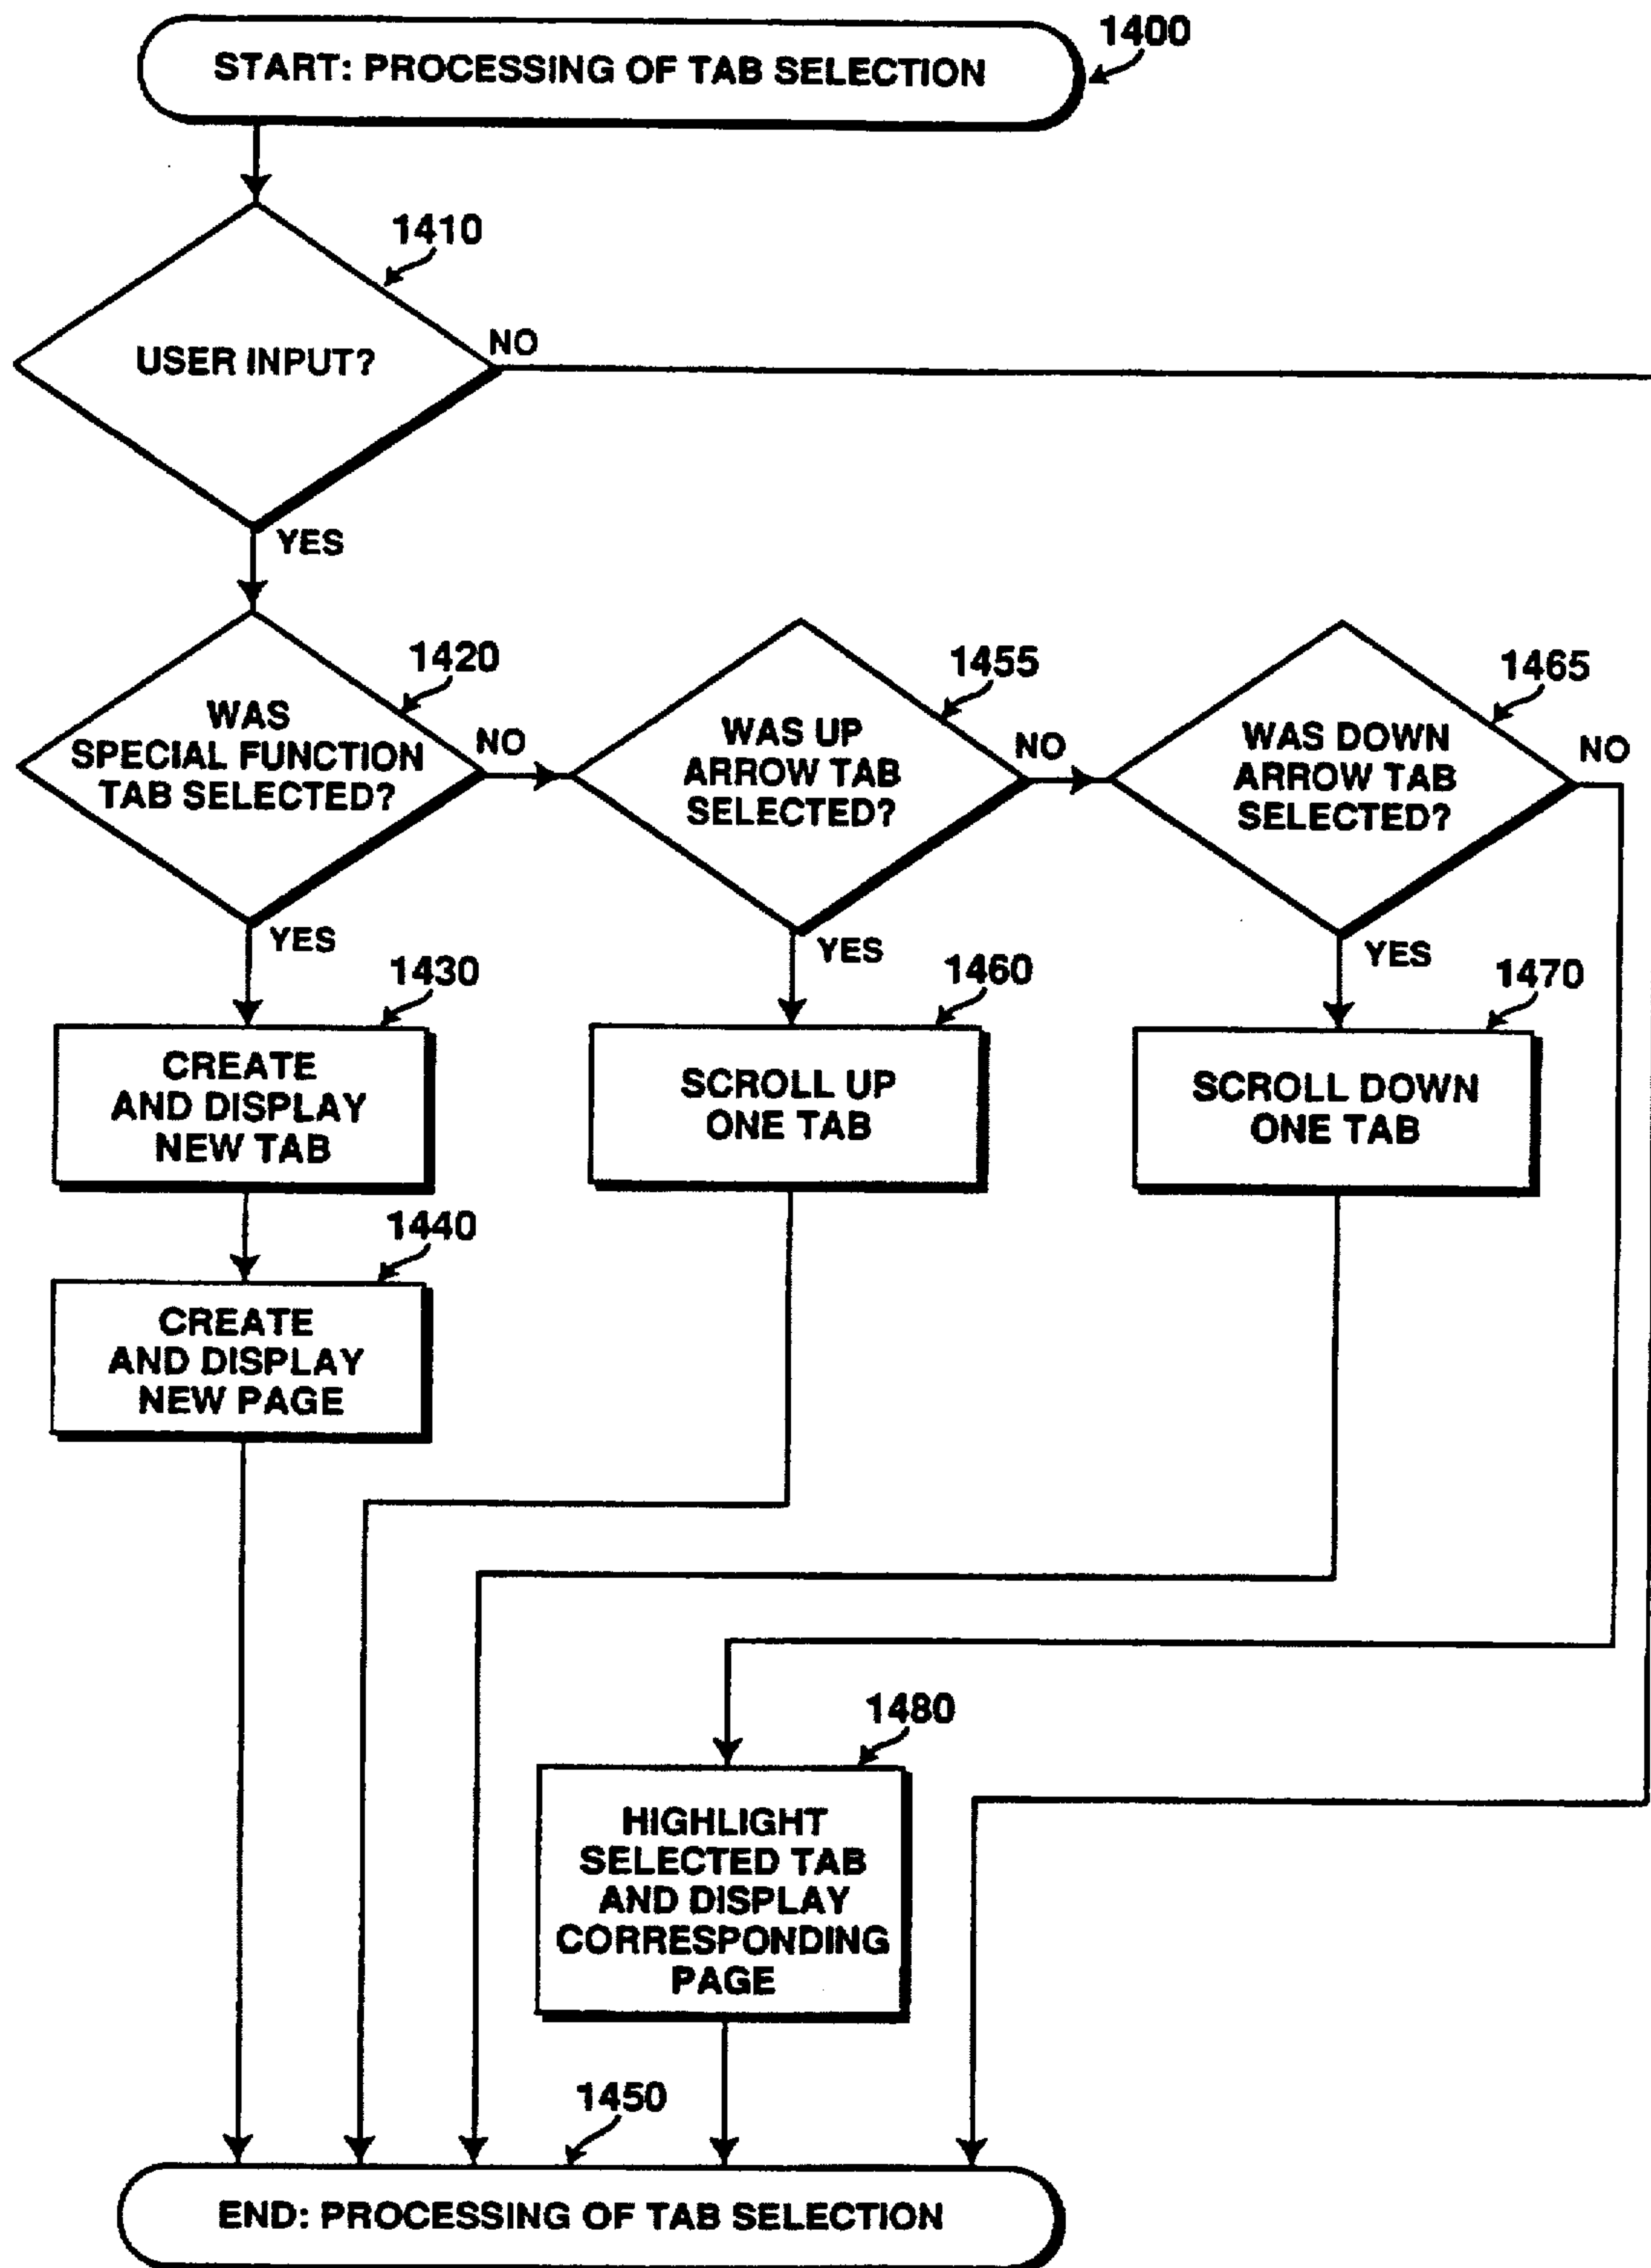 1400
START: PROCESSING OF TAB SELECTION
1410
USER INPUT?
NO
YES
1420
WAS
SPECIAL FUNCTION
TAB SELECTED?
NO
YES
1455
WAS UP
ARROW TAB
SELECTED?
NO
YES
1465
WAS DOWN
ARROW TAB
SELECTED?
NO
YES
1430
CREATE
AND DISPLAY
NEW TAB
1460
SCROLL UP
ONE TAB
1470
SCROLL DOWN
ONE TAB
1440
CREATE
AND DISPLAY
NEW PAGE
1480
HIGHLIGHT
SELECTED TAB
AND DISPLAY
CORRESPONDING
PAGE
1450
END: PROCESSING OF TAB SELECTION